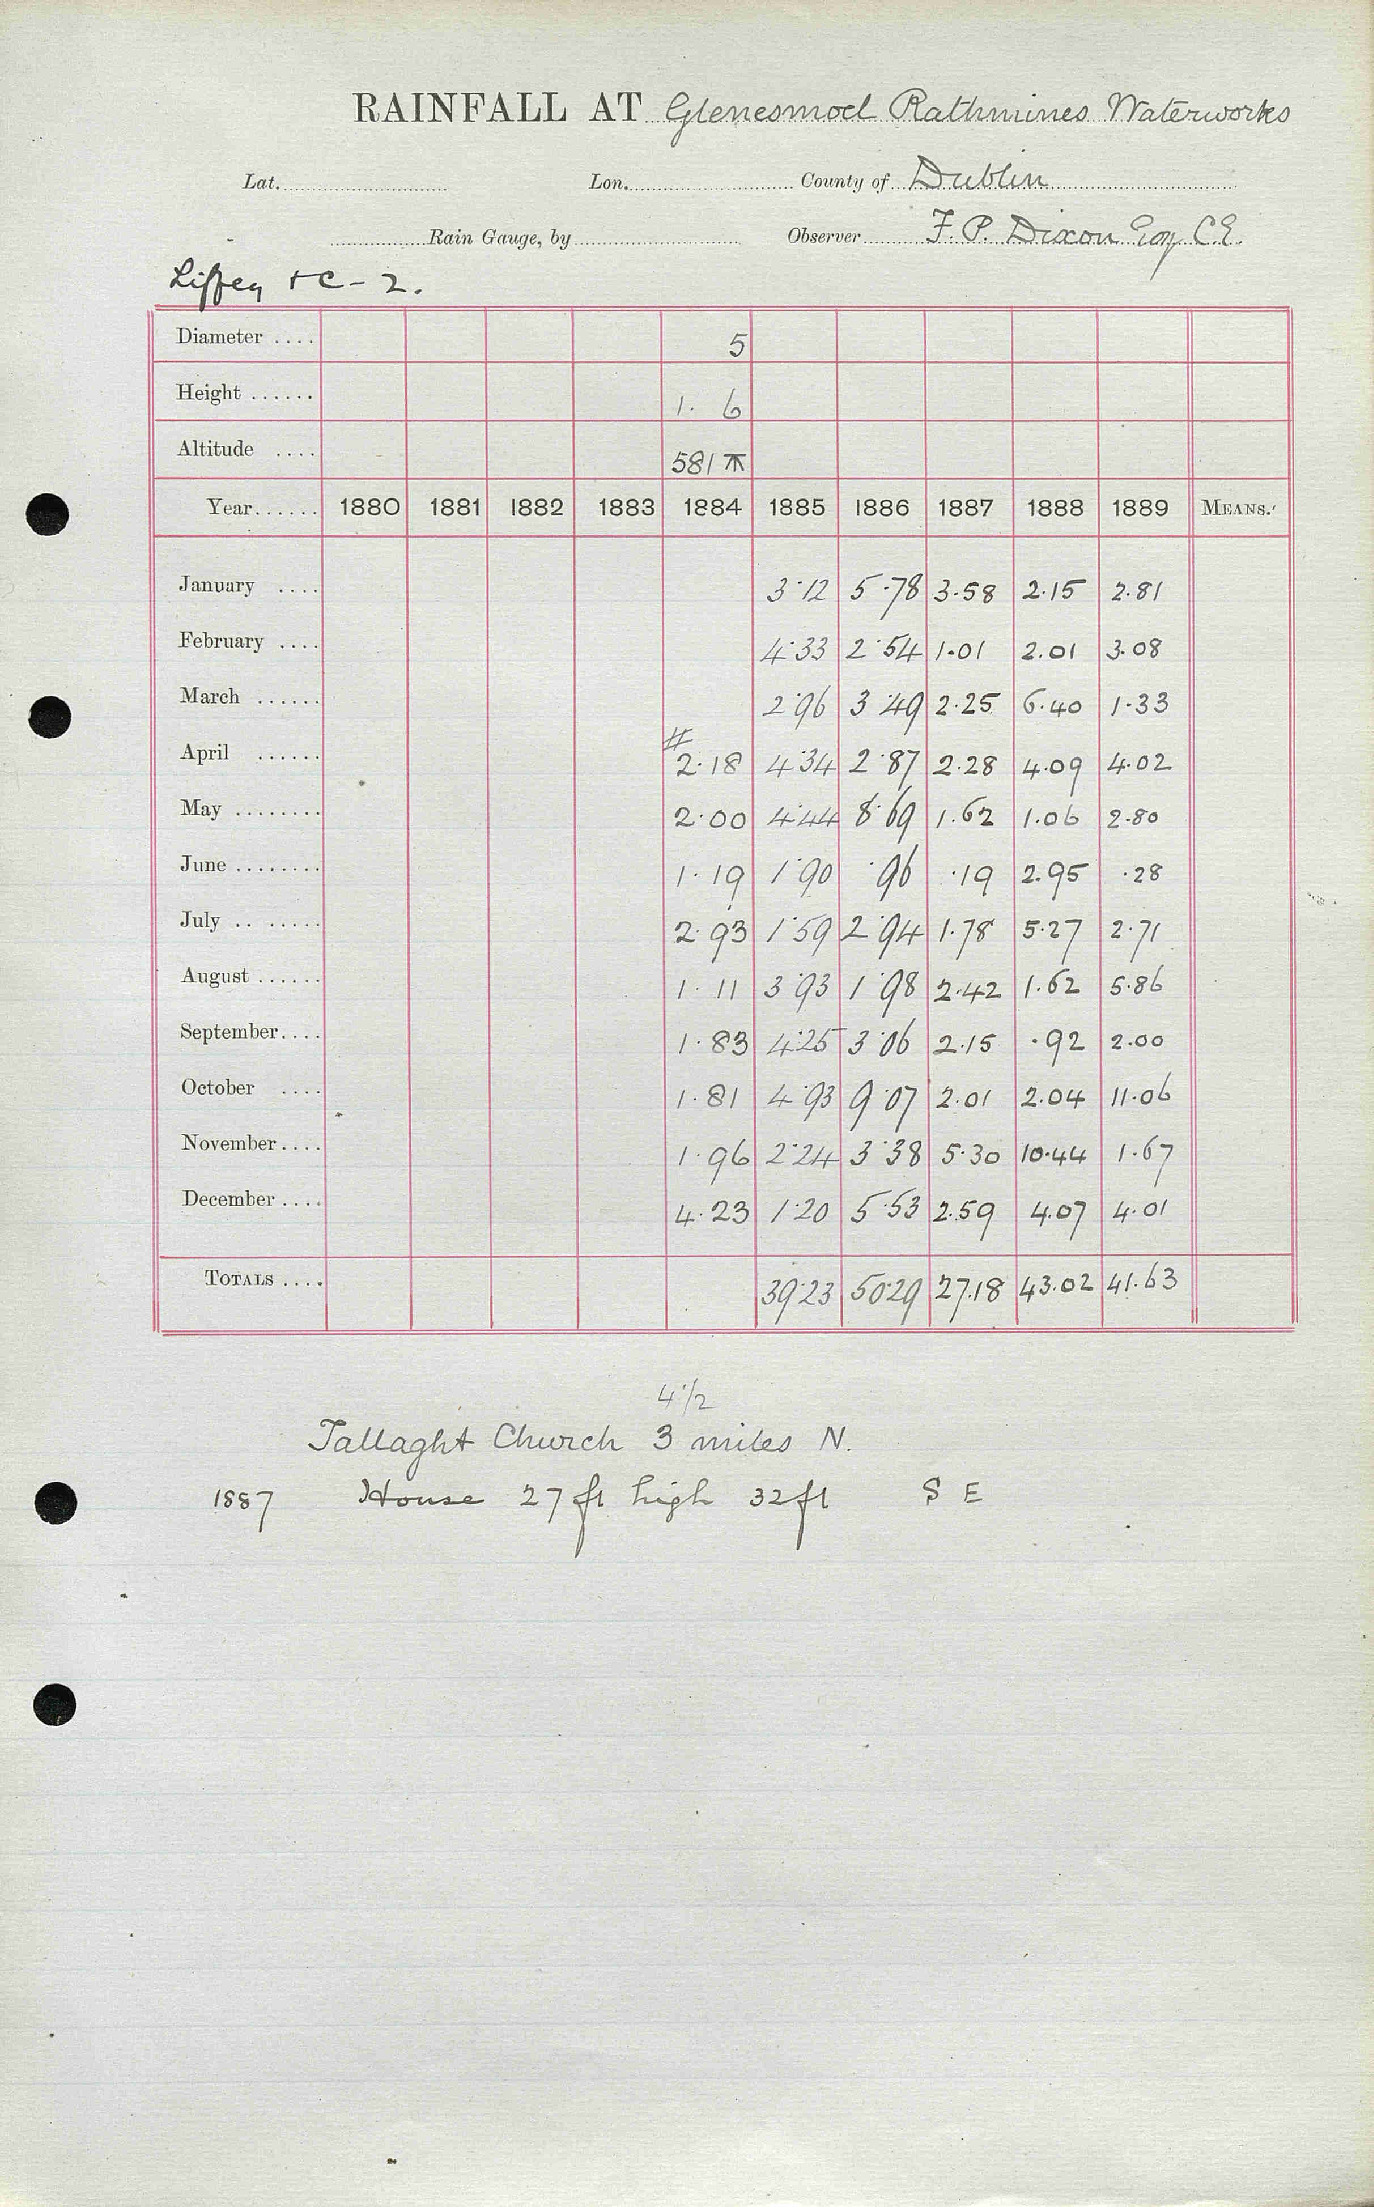 RAINFALL AT Glenesmoel Rathmines Waterworks
Lat. Lon. County of Dublin
Rain Gauge, by Observer F. P. Dixon Esq C.E.
Liffey +C - 2.
Diameter .... 5
Height ...... 1. 6
Altitude .... 581
Year...... 1880 1881 1882 1883 1884 1885 1886 1887 1888 1889 MEANS.
January .... 3.12 5.78 3.58 2.15 2.81
February .... 4.33 2.54 1.01 2.01 3.08
March ...... 2.96 3.49 2.25 6.40 1.33
#
April ...... 2.18 4.34 2.87 2.28 4.09 4.02
May ........ 2.00 4.44 8.69 1.62 1.06 2.80
June ........ 1.19 1.90 .96 .19 2.95 .28
July .. ..... 2.93 1.59 2.94 1.78 5.27 2.71
August ...... 1.11 3.93 1.98 2.42 1.62 5.86
September.... 1.83 4.25 3.06 2.15 .92 2.00
October .... 1.81 4.93 9.07 2.01 2.04 11.06
November.... 1.96 2.24 3.38 5.30 10.44 1.67
December .... 4.23 1.20 5.53 2.59 4.07 4.01
TOTALS .... 39.23 50.29 27.18 43.02 41.63
4 1/2
Tallaght Church 3 miles N.
1887 House 27 ft high 32 ft S E